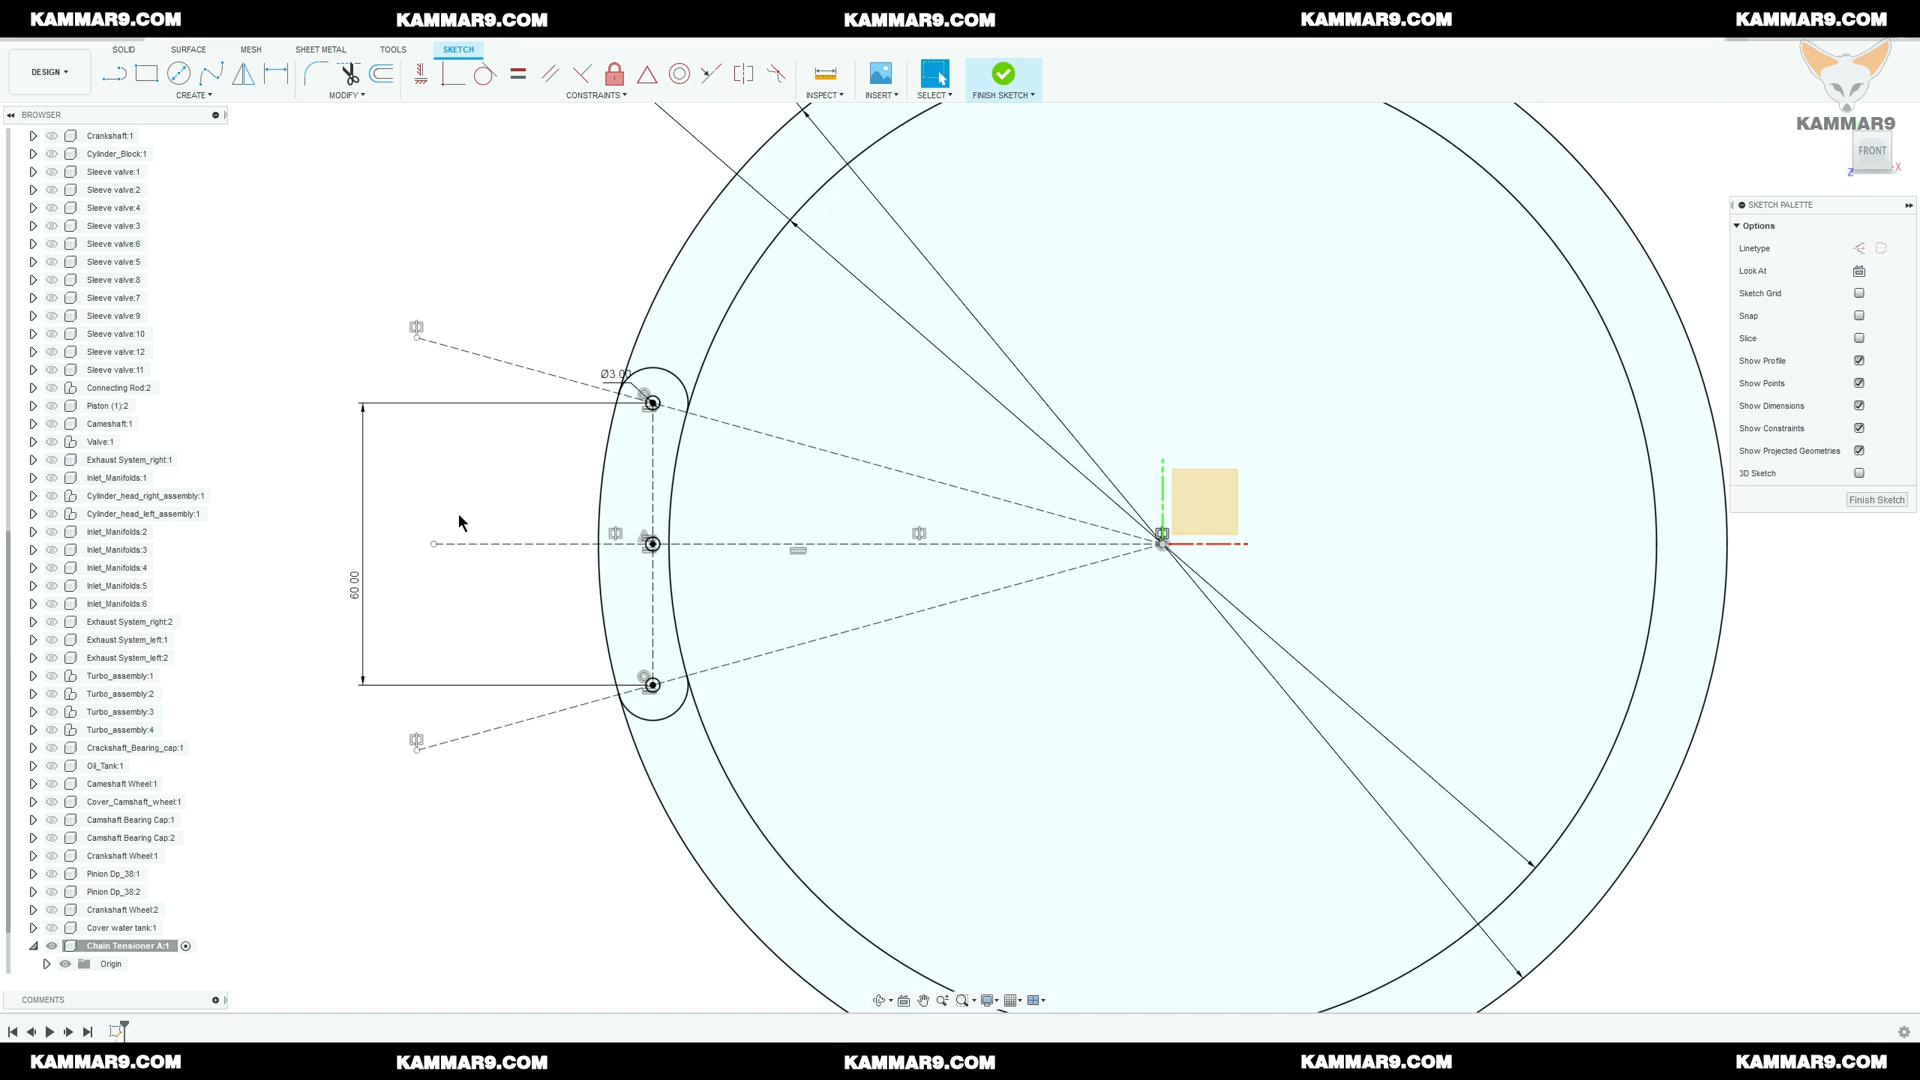 KAMMAR9.COM KAMMAR9.COM KAMMAR9.COM KAMMAR9.COM KAMMAR9.COM
SOLID SURFACE MESH SHEET METAL TOOLS SKETCH
DESIGN
CREATE MODIFY CONSTRAINTS INSPECT INSERT SELECT FINISH SKETCH
BROWSER
KAMMAR9
FRONT
Z
X
Crankshaft:1
Cylinder_Block:1
Sleeve valve:1
Sleeve valve:2
Sleeve valve:4
Sleeve valve:3
Sleeve valve:6
Sleeve valve:5
Sleeve valve:8
Sleeve valve:7
Sleeve valve:9
Sleeve valve:10
Sleeve valve:12
Sleeve valve:11
Connecting Rod:2
Piston (1):2
Cameshaft:1
Valve:1
Exhaust System_right:1
Inlet_Manifolds:1
Cylinder_head_right_assembly:1
Cylinder_head_left_assembly:1
Inlet_Manifolds:2
Inlet_Manifolds:3
Inlet_Manifolds:4
Inlet_Manifolds:5
Inlet_Manifolds:6
Exhaust System_right:2
Exhaust System_left:1
Exhaust System_left:2
Turbo_assembly:1
Turbo_assembly:2
Turbo_assembly:3
Turbo_assembly:4
Crackshaft_Bearing_cap:1
Oil_Tank:1
Cameshaft Wheel:1
Cover_Camshaft_wheel:1
Camshaft Bearing Cap:1
Camshaft Bearing Cap:2
Crankshaft Wheel:1
Pinion Dp_38:1
Pinion Dp_38:2
Crankshaft Wheel:2
Cover water tank:1
Chain Tensioner A:1
Origin
COMMENTS
Ø3.00
60.00
SKETCH PALETTE
Options
Linetype
Look At
Sketch Grid
Snap
Slice
Show Profile
Show Points
Show Dimensions
Show Constraints
Show Projected Geometries
3D Sketch
Finish Sketch
KAMMAR9.COM KAMMAR9.COM KAMMAR9.COM KAMMAR9.COM KAMMAR9.COM